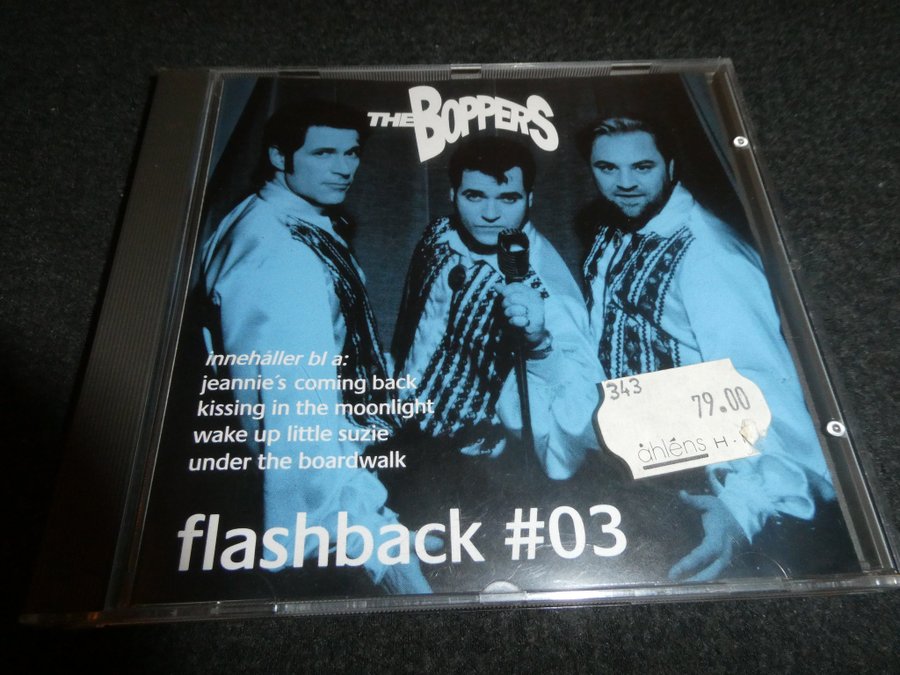 THE BOPPERS
innehåller bl a:
jeannie´s coming back
kissing in the moonlight
wake up little suzie
under the boardwalk
343
79.00
åhléns H
flashback #03